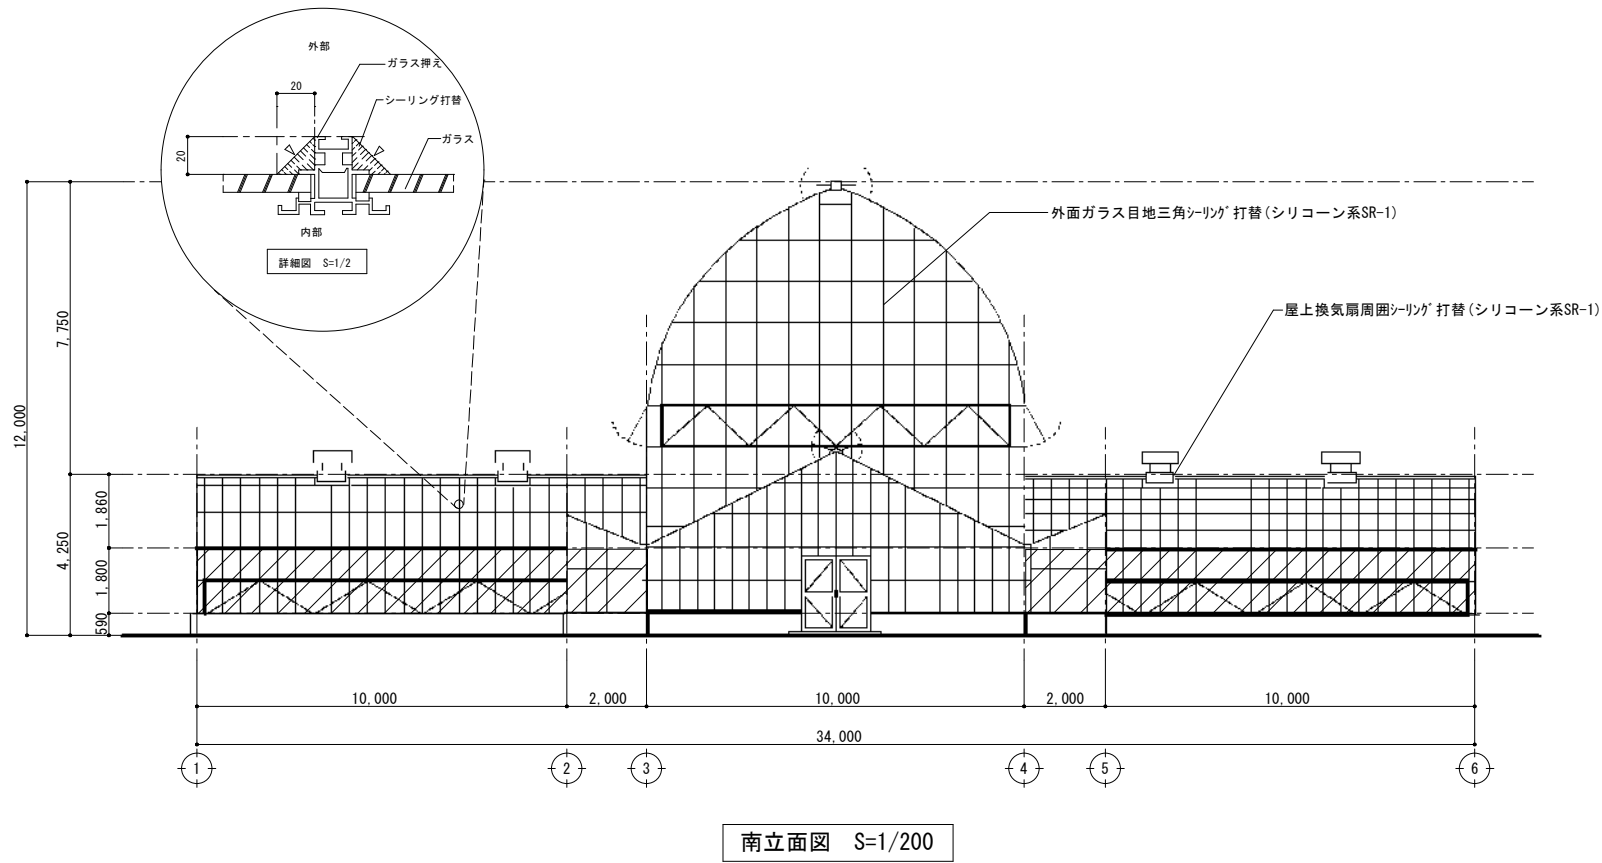 外部
ガラス押え
20
シーリング打替
ガラス
20
内部
詳細図 S=1/2
外面ガラス目地三角ｼｰﾘﾝｸﾞ打替(シリコーン系SR-1)
屋上換気扇周囲ｼｰﾘﾝｸﾞ打替(シリコーン系SR-1)
7,750
12,000
4,250
1,860
1,800
590
10,000
2,000
10,000
2,000
10,000
34,000
1
2
3
4
5
6
南立面図 S=1/200